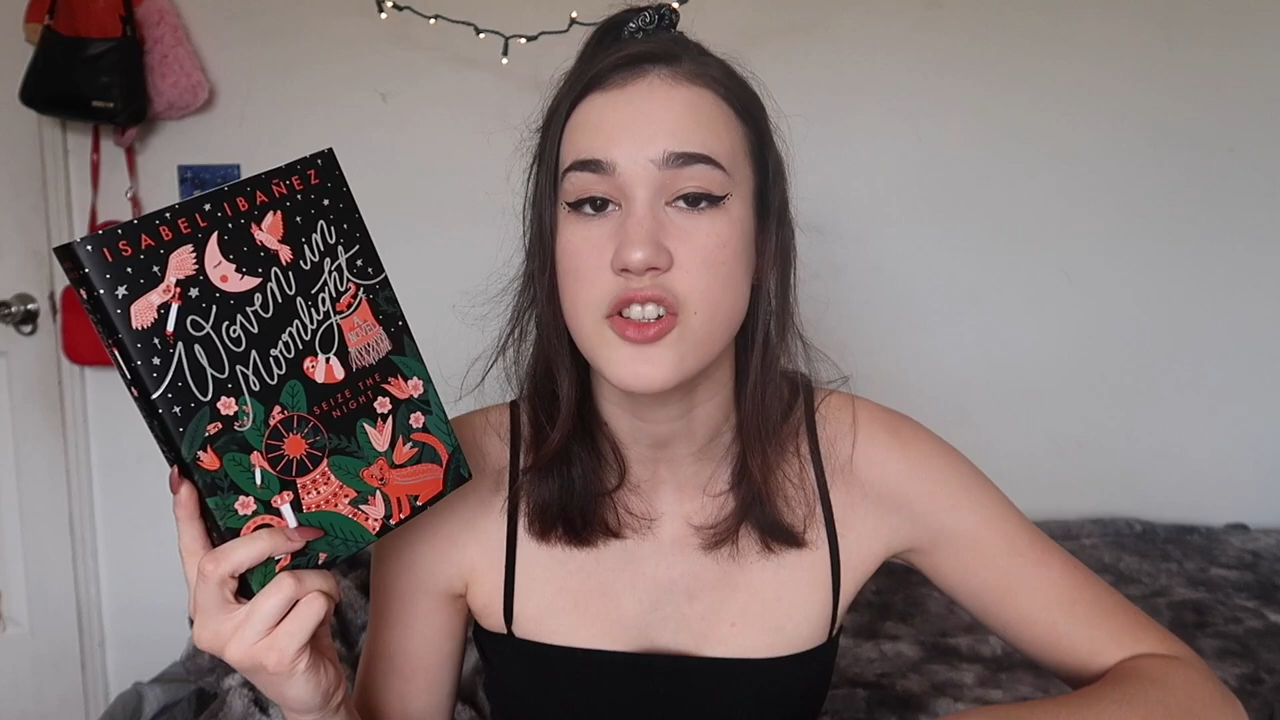 ISABEL IBAÑEZ
Woven in
Moonlight
A
NOVEL
SEIZE THE
NIGHT